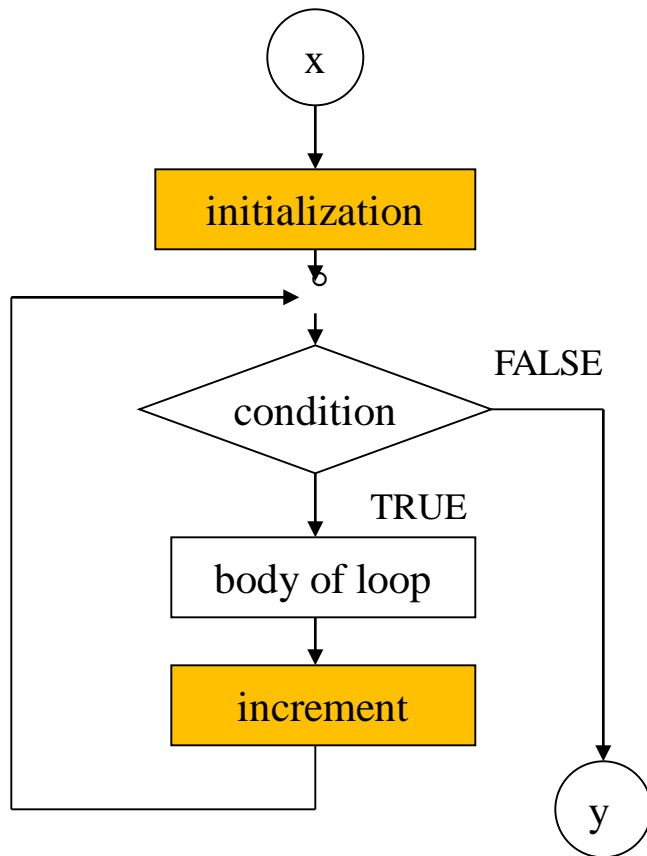 x
initialization
FALSE
condition
TRUE
body of loop
increment
y